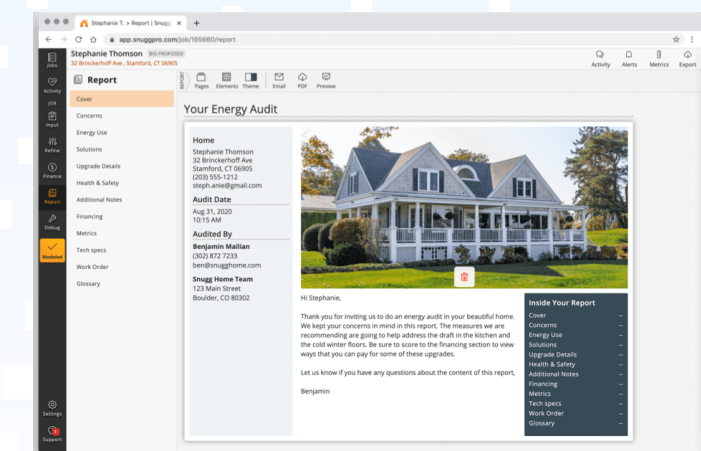 Stephanie T. > Report | Snugg
app.snuggpro.com/job/165660/report
Stephanie Thomson BID PROPOSED
32 Brinckerhoff Ave , Stamford, CT 06905
Activity Alerts Metrics Export
Jobs
Activity
JOB
Input
Refine
Finance
Report
Debug
Modeled
Settings
1
Support
Report
Cover
Concerns
Energy Use
Solutions
Upgrade Details
Health & Safety
Additional Notes
Financing
Metrics
Tech specs
Work Order
Glossary
REPORT
Pages Elements Theme Email PDF Preview
Your Energy Audit
Home
Stephanie Thomson
32 Brinckerhoff Ave
Stamford, CT 06905
(203) 555-1212
steph.anie@gmail.com
Audit Date
Aug 31, 2020
10:15 AM
Audited By
Benjamin Mailian
(302) 872 7233
ben@snugghome.com
Snugg Home Team
123 Main Street
Boulder, CO 80302
Hi Stephanie,
Thank you for inviting us to do an energy audit in your beautiful home.
We kept your concerns in mind in this report. The measures we are
recommending are going to help address the draft in the kitchen and
the cold winter floors. Be sure to score to the financing section to view
ways that you can pay for some of these upgrades.
Let us know if you have any questions about the content of this report,
Benjamin
Inside Your Report
Cover --
Concerns --
Energy Use --
Solutions --
Upgrade Details --
Health & Safety --
Additional Notes --
Financing --
Metrics --
Tech specs --
Work Order --
Glossary --